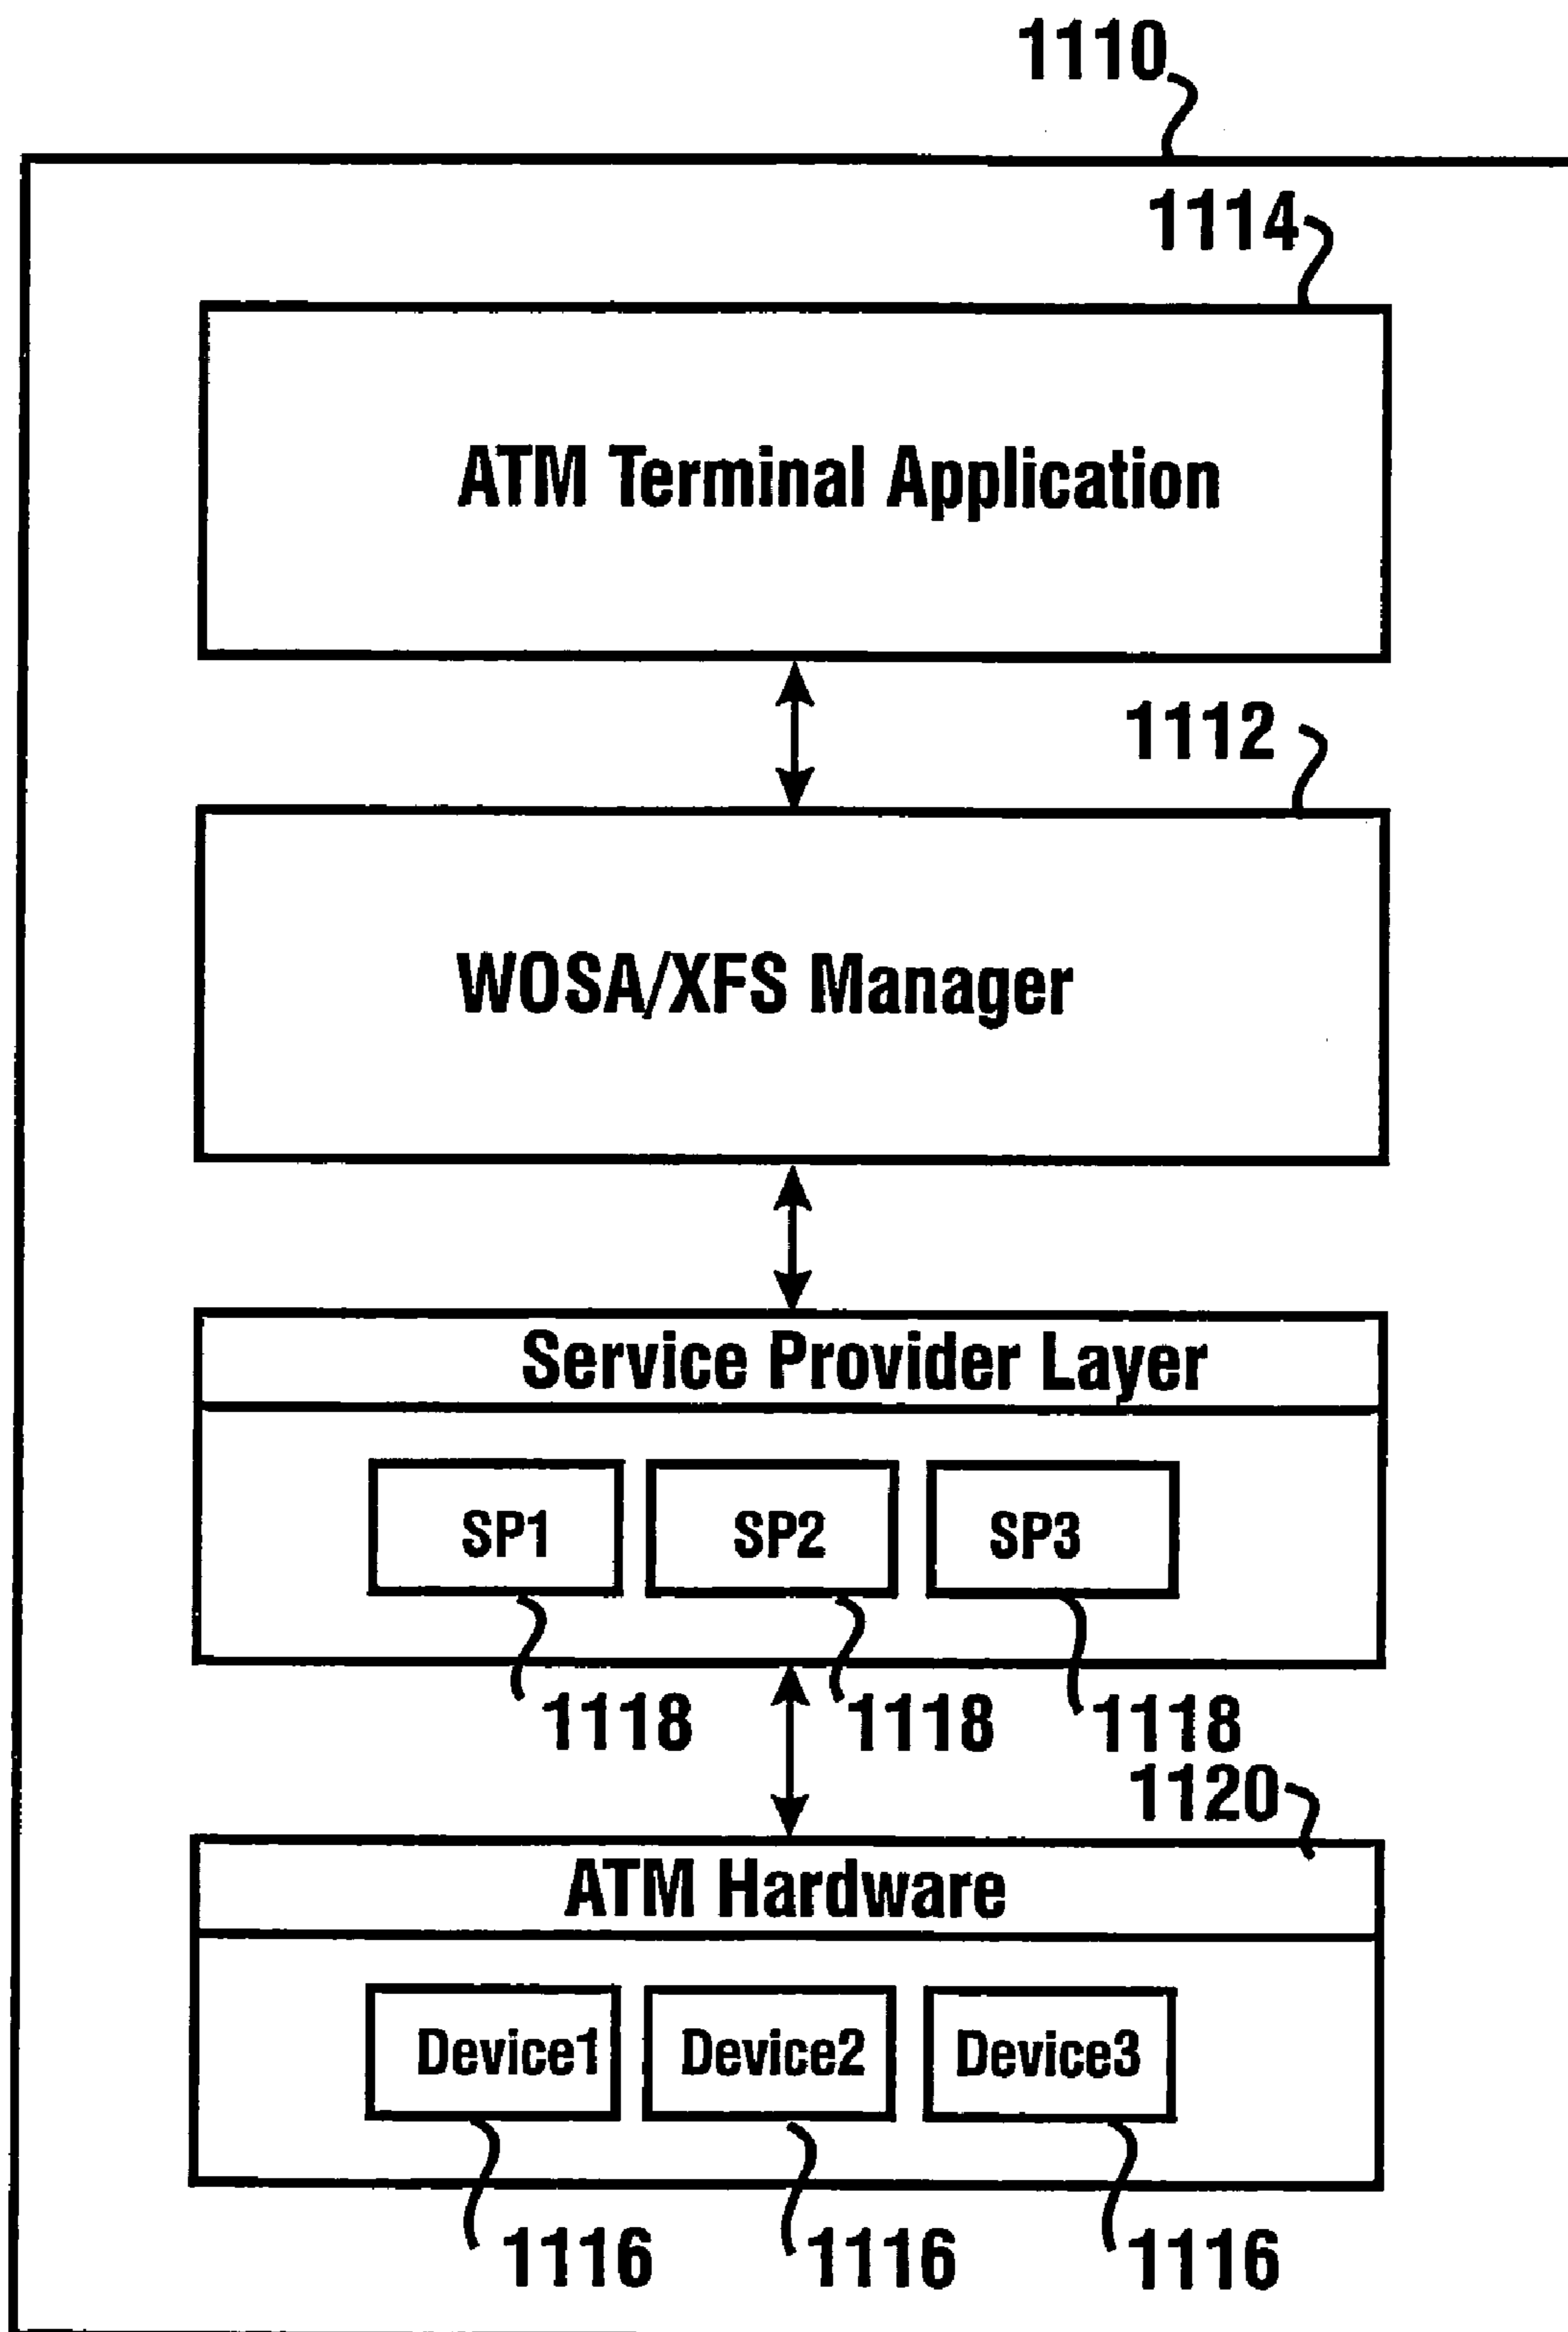 1110
1114
ATM Terminal Application
1112
WOSA/XFS Manager
Service Provider Layer
SP1 SP2 SP3
1118 1118 1118
1120
ATM Hardware
Device1 Device2 Device3
1116 1116 1116